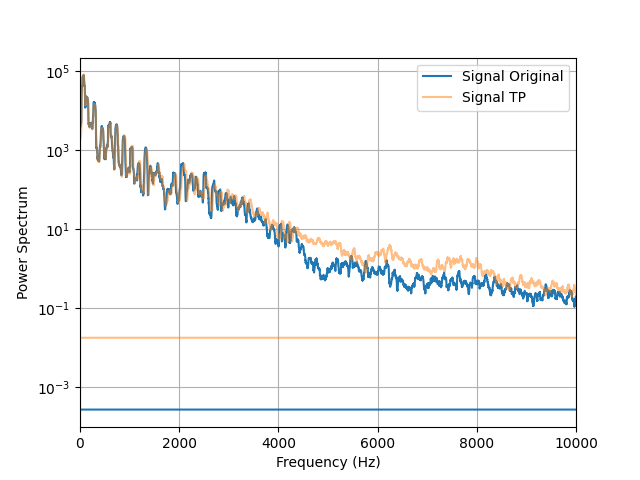 Signal Original
Signal TP
Power Spectrum
10^5
10^3
10^1
10^−1
10^−3
0 2000 4000 6000 8000 10000
Frequency (Hz)